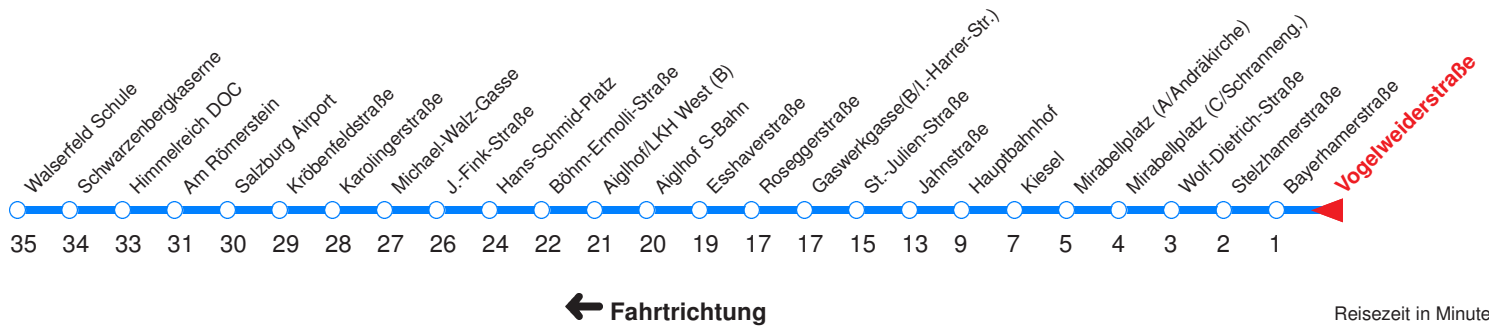 Walserfeld Schule
Schwarzenbergkaserne
Himmelreich DOC
Am Römerstein
Salzburg Airport
Kröbenfeldstraße
Karolingerstraße
Michael-Walz-Gasse
J.-Fink-Straße
Hans-Schmid-Platz
Böhm-Ermolli-Straße
Aiglhof/LKH West (B)
Aiglhof S-Bahn
Esshaverstraße
Roseggerstraße
Gaswerkgasse(B/I.-Harrer-Str.)
St.-Julien-Straße
Jahnstraße
Hauptbahnhof
Kiesel
Mirabellplatz (A/Andräkirche)
Mirabellplatz (C/Schranneng.)
Wolf-Dietrich-Straße
Stelzhamerstraße
Bayerhamerstraße
Vogelweiderstraße
35 34 33 31 30 29 28 27 26 24 22 21 20 19 17 17 15 13 9 7 5 4 3 2 1
Fahrtrichtung
Reisezeit in Minute